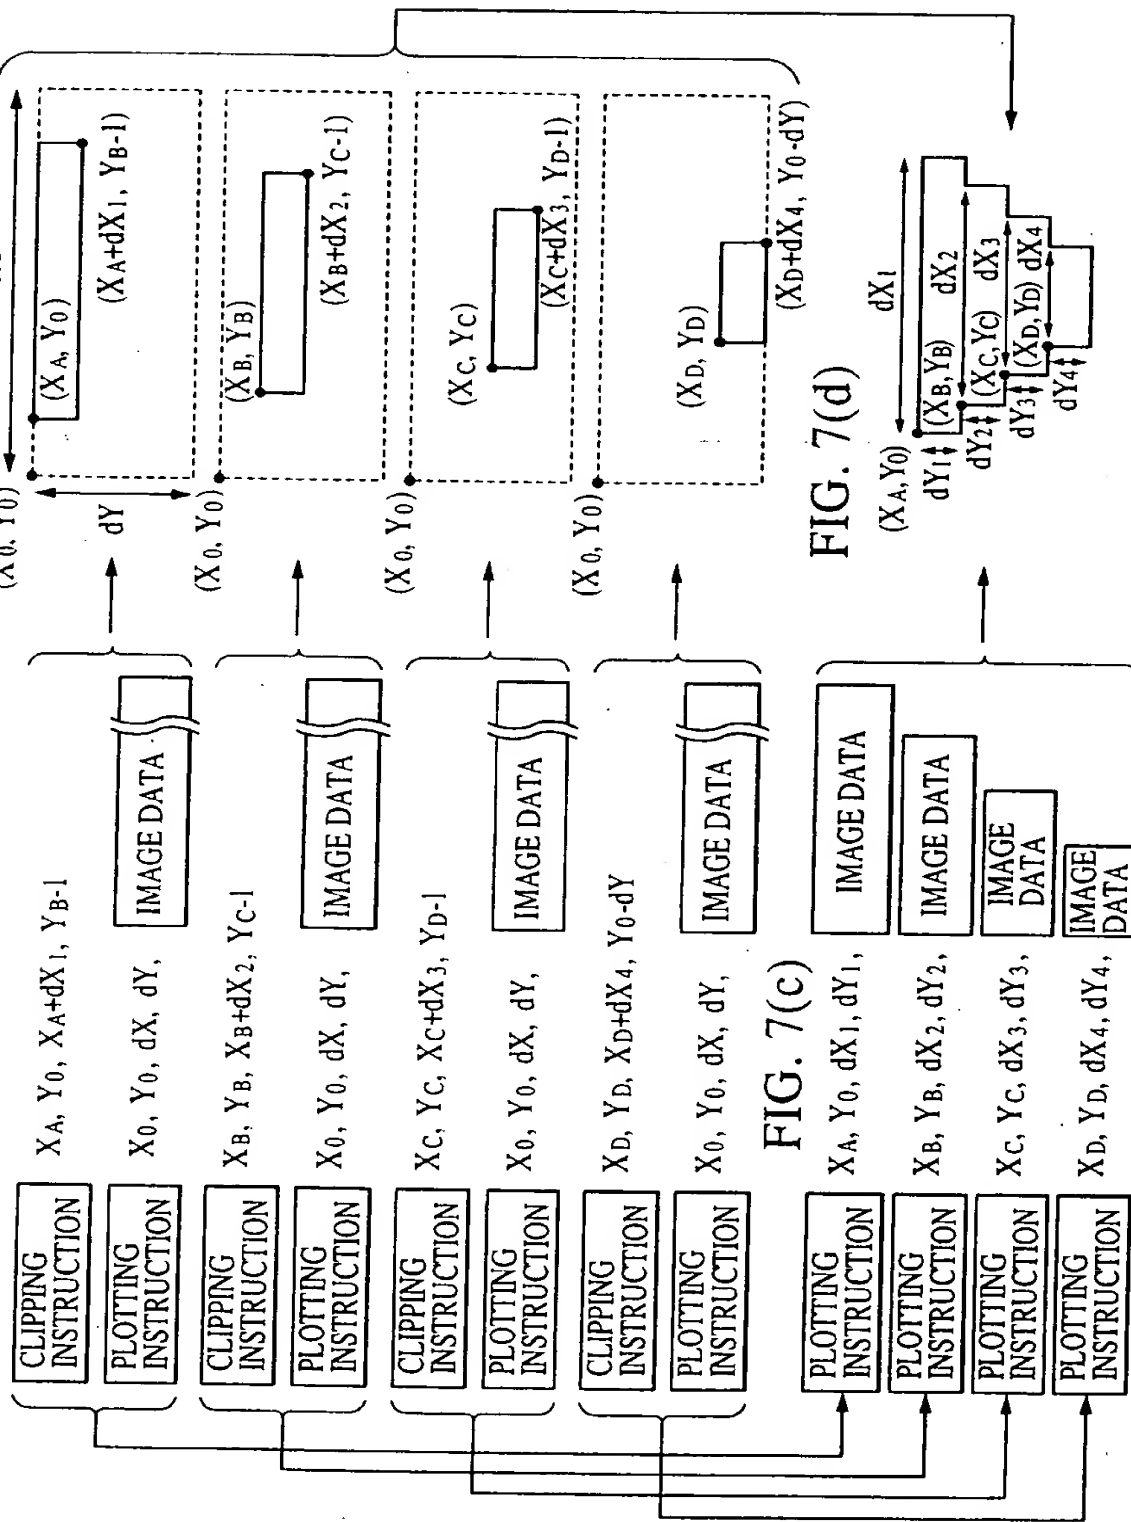 CLIPPING
INSTRUCTION
XA, Y0, XA+dX1, YB-1
PLOTTING
INSTRUCTION
X0, Y0, dX, dY,
IMAGE DATA
(X0, Y0)
dY
(XA, Y0)
(XA+dX1, YB-1)
CLIPPING
INSTRUCTION
XB, YB, XB+dX2, YC-1
PLOTTING
INSTRUCTION
X0, Y0, dX, dY,
IMAGE DATA
(X0, Y0)
(XB, YB)
(XB+dX2, YC-1)
CLIPPING
INSTRUCTION
XC, YC, XC+dX3, YD-1
PLOTTING
INSTRUCTION
X0, Y0, dX, dY,
IMAGE DATA
(X0, Y0)
(XC, YC)
(XC+dX3, YD-1)
CLIPPING
INSTRUCTION
XD, YD, XD+dX4, Y0-dY
PLOTTING
INSTRUCTION
X0, Y0, dX, dY,
IMAGE DATA
(X0, Y0)
(XD, YD)
(XD+dX4, Y0-dY)
FIG. 7(c)
PLOTTING
INSTRUCTION
XA, Y0, dX1, dY1,
IMAGE DATA
PLOTTING
INSTRUCTION
XB, YB, dX2, dY2,
IMAGE DATA
PLOTTING
INSTRUCTION
XC, YC, dX3, dY3,
IMAGE
DATA
PLOTTING
INSTRUCTION
XD, YD, dX4, dY4,
IMAGE
DATA
FIG. 7(d)
(XA, Y0)
dX1
dY1
(XB, YB)
dX2
dY2
(XC, YC)
dX3
dY3
(XD, YD)
dX4
dY4